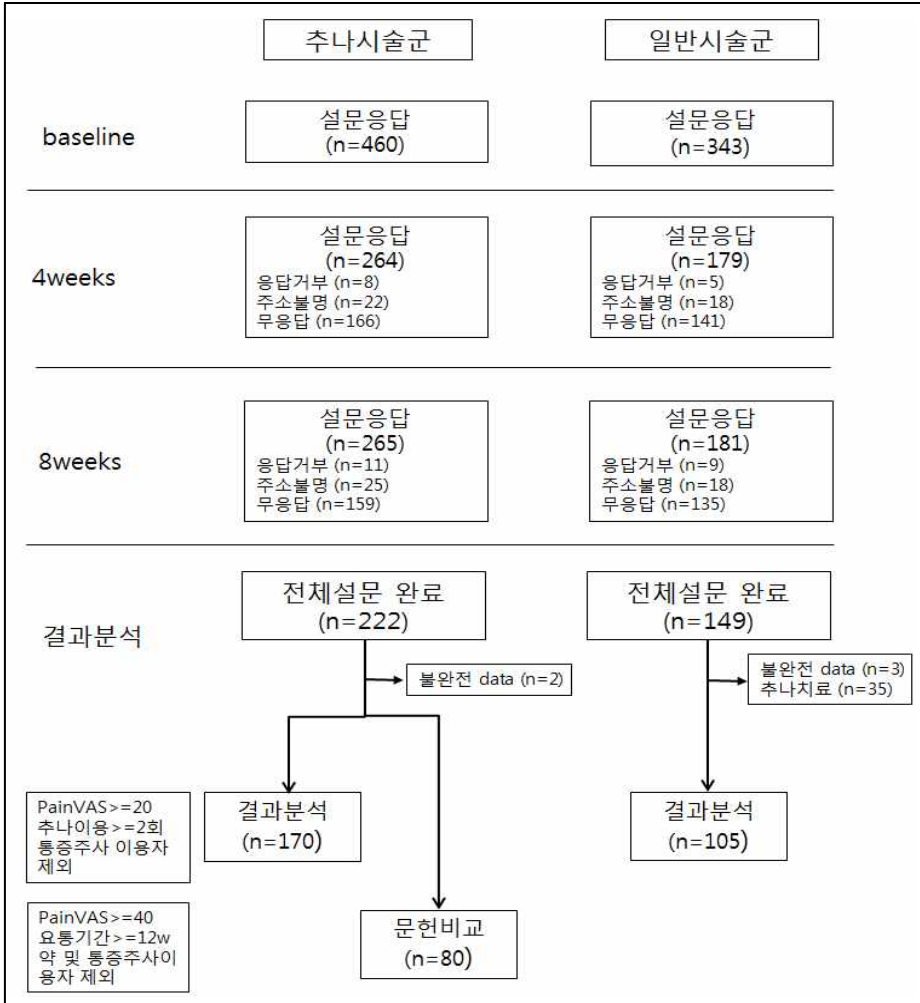 추나시술군
일반시술군
baseline
설문응답
(n=460)
설문응답
(n=343)
4weeks
설문응답
(n=264)
응답거부 (n=8)
주소불명 (n=22)
무응답 (n=166)
설문응답
(n=179)
응답거부 (n=5)
주소불명 (n=18)
무응답 (n=141)
8weeks
설문응답
(n=265)
응답거부 (n=11)
주소불명 (n=25)
무응답 (n=159)
설문응답
(n=181)
응답거부 (n=9)
주소불명 (n=18)
무응답 (n=135)
결과분석
전체설문 완료
(n=222)
전체설문 완료
(n=149)
불완전 data (n=2)
불완전 data (n=3)
추나치료 (n=35)
PainVAS>=20
추나이용>=2회
통증주사 이용자
제외
결과분석
(n=170)
결과분석
(n=105)
PainVAS>=40
요통기간>=12w
약 및 통증주사이
용자 제외
문헌비교
(n=80)